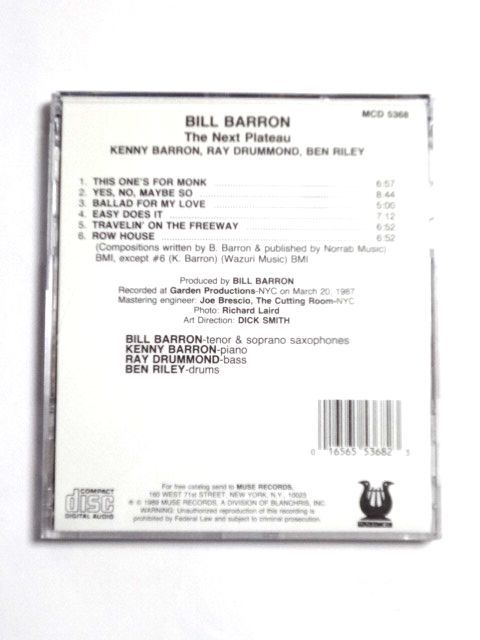 BILL BARRON
MCD 5368
The Next Plateau
KENNY BARRON, RAY DRUMMOND, BEN RILEY
1. THIS ONE'S FOR MONK 6:57
2. YES, NO, MAYBE SO 8:44
3. BALLAD FOR MY LOVE 5:06
4. EASY DOES IT 7:12
5. TRAVELIN' ON THE FREEWAY 6:52
6. ROW HOUSE 6:52
(Compositions written by B. Barron & published by Norrab Music)
BMI, except #6 (K. Barron) (Wazuri Music) BMI
Produced by BILL BARRON
Recorded at Garden Productions-NYC on March 20, 1987
Mastering engineer: Joe Brescio, The Cutting Room-NYC
Photo: Richard Laird
Art Direction: DICK SMITH
BILL BARRON-tenor & soprano saxophones
KENNY BARRON-piano
RAY DRUMMOND-bass
BEN RILEY-drums
0 16565 53682 3
For free catalog send to MUSE RECORDS,
160 WEST 71st STREET, NEW YORK, N.Y., 10023
℗ © 1989 MUSE RECORDS, A DIVISION OF BLANCHRIS, INC.
WARNING: Unauthorized reproduction of this recording is
prohibited by Federal Law and subject to criminal prosecution.
COMPACT
disc
DIGITAL AUDIO